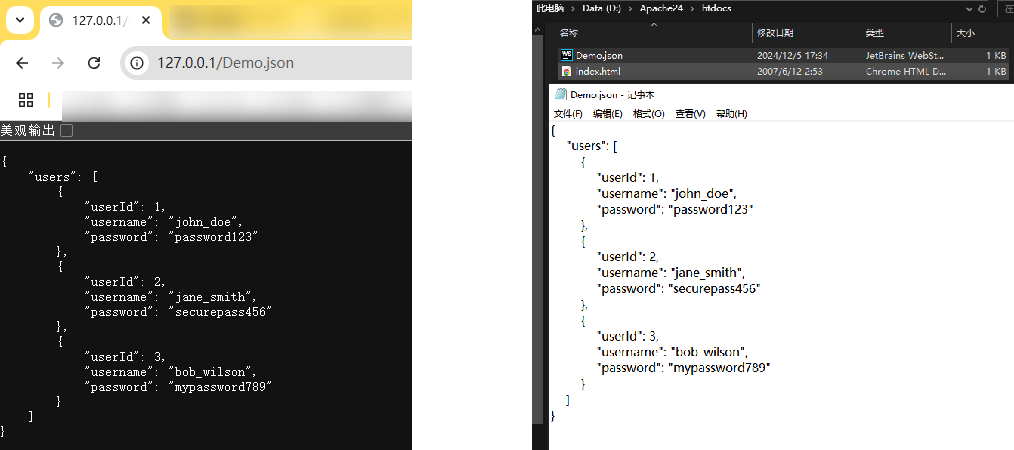 127.0.0.1/
127.0.0.1/Demo.json
美观输出
{
"users": [
{
"userId": 1,
"username": "john_doe",
"password": "password123"
},
{
"userId": 2,
"username": "jane_smith",
"password": "securepass456"
},
{
"userId": 3,
"username": "bob_wilson",
"password": "mypassword789"
}
]
}
此电脑 > Data (D:) > Apache24 > htdocs
名称 修改日期 类型 大小
Demo.json 2024/12/5 17:34 JetBrains WebSt... 1 KB
index.html 2007/6/12 2:53 Chrome HTML D... 1 KB
Demo.json - 记事本
文件(F) 编辑(E) 格式(O) 查看(V) 帮助(H)
{
"users": [
{
"userId": 1,
"username": "john_doe",
"password": "password123"
},
{
"userId": 2,
"username": "jane_smith",
"password": "securepass456"
},
{
"userId": 3,
"username": "bob_wilson",
"password": "mypassword789"
}
]
}